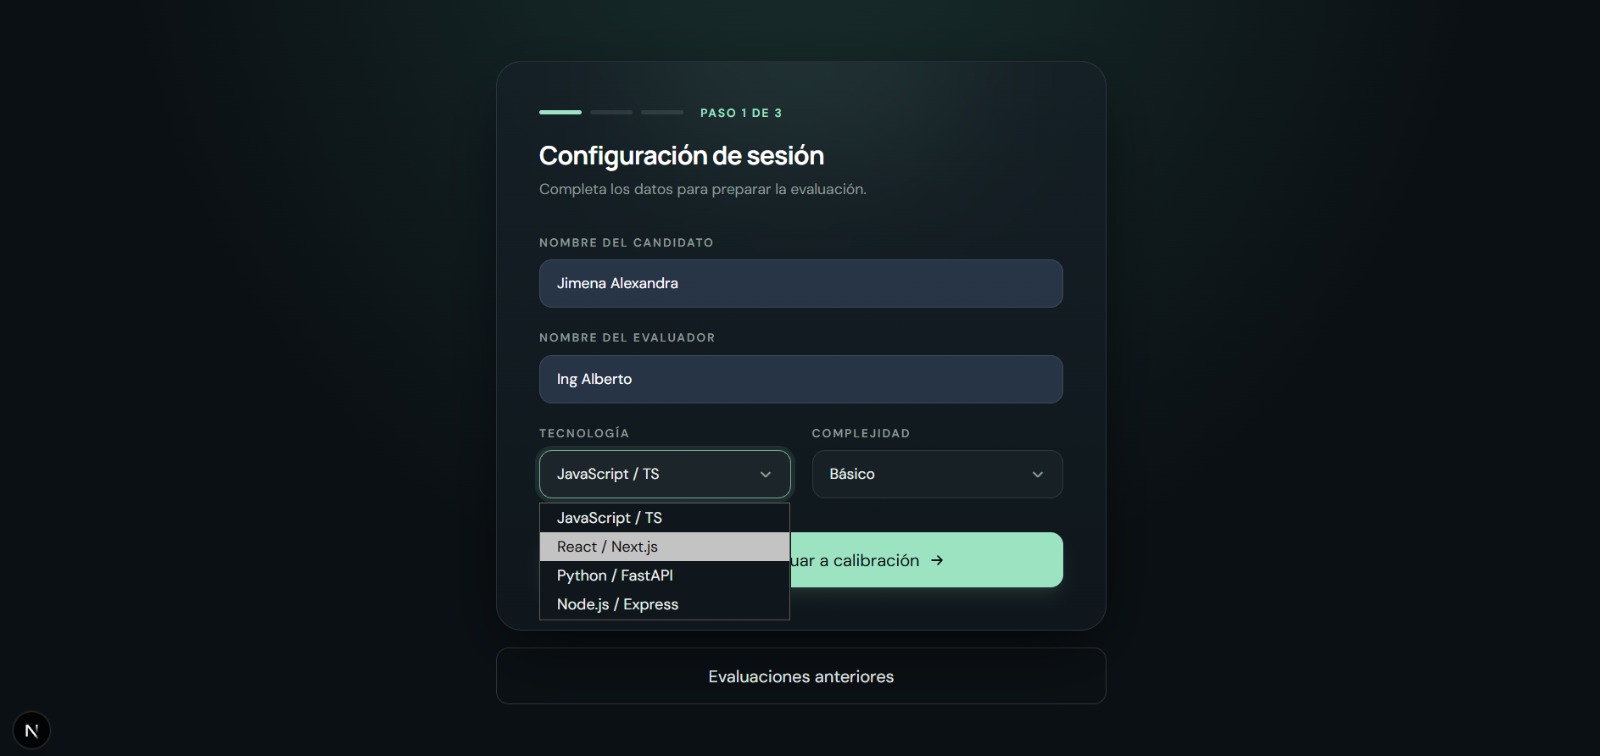 PASO 1 DE 3
Configuración de sesión
Completa los datos para preparar la evaluación.
NOMBRE DEL CANDIDATO
Jimena Alexandra
NOMBRE DEL EVALUADOR
Ing Alberto
TECNOLOGÍA
COMPLEJIDAD
JavaScript / TS
Básico
JavaScript / TS
React / Next.js
Python / FastAPI
Node.js / Express
a calibración →
Evaluaciones anteriores
N